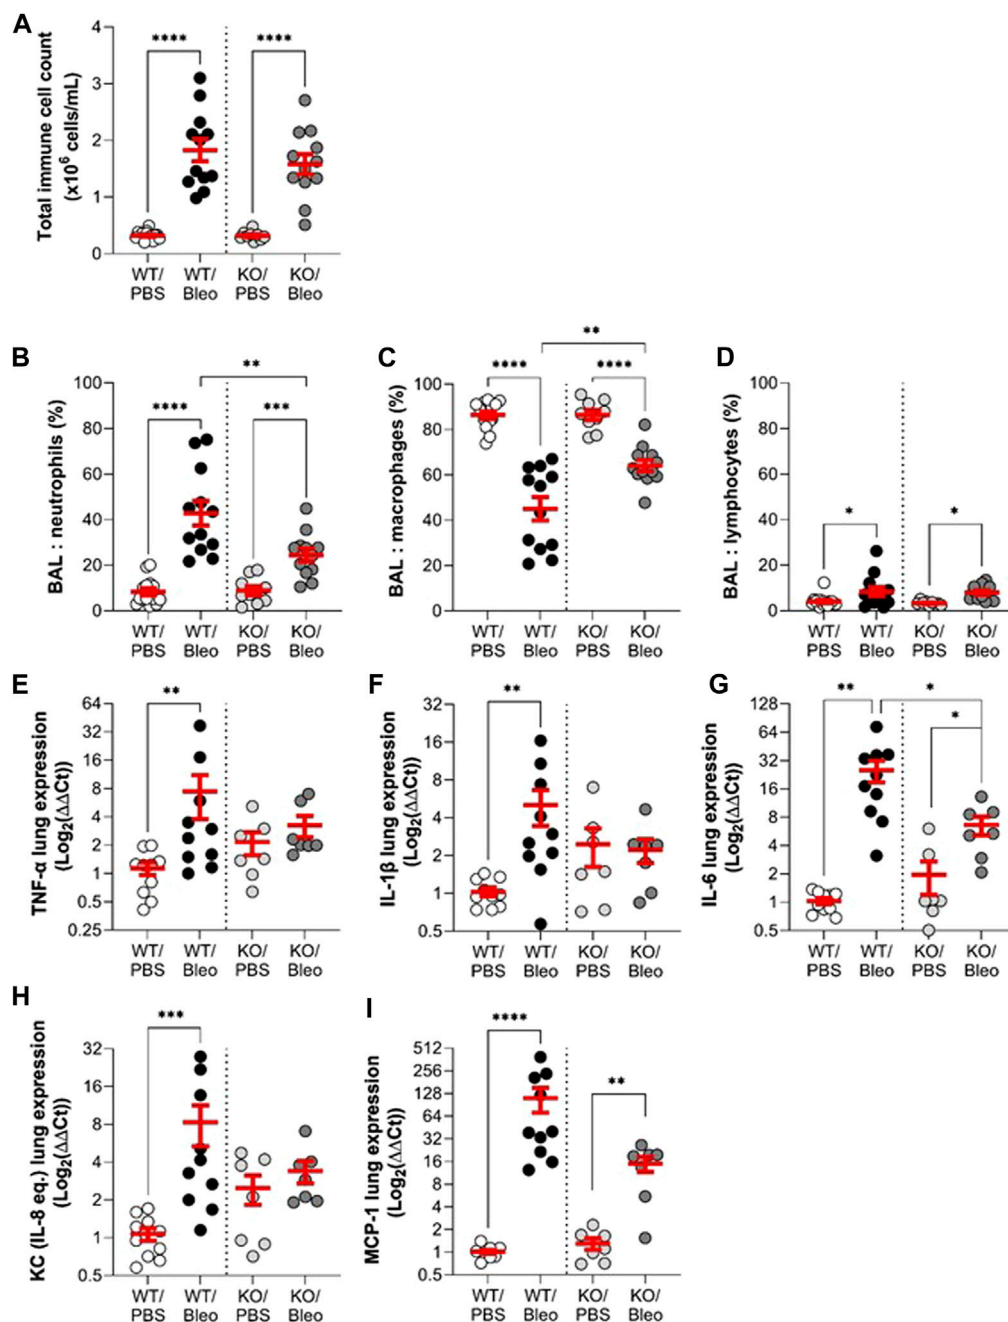 A
Total immune cell count
(x10⁶ cells/mL)
4
3
2
1
0
**** ****
WT/ WT/ KO/ KO/
PBS Bleo PBS Bleo
B
BAL : neutrophils (%)
100
80
60
40
20
0
**
**** ***
WT/ WT/ KO/ KO/
PBS Bleo PBS Bleo
C
BAL : macrophages (%)
100
80
60
40
20
0
**
**** ****
WT/ WT/ KO/ KO/
PBS Bleo PBS Bleo
D
BAL : lymphocytes (%)
100
80
60
40
20
0
* *
WT/ WT/ KO/ KO/
PBS Bleo PBS Bleo
E
TNF-α lung expression
(Log₂(ΔΔCt))
64
32
16
8
4
2
1
0.5
0.25
**
WT/ WT/ KO/ KO/
PBS Bleo PBS Bleo
F
IL-1β lung expression
(Log₂(ΔΔCt))
32
16
8
4
2
1
0.5
**
WT/ WT/ KO/ KO/
PBS Bleo PBS Bleo
G
IL-6 lung expression
(Log₂(ΔΔCt))
128
64
32
16
8
4
2
1
0.5
** *
*
WT/ WT/ KO/ KO/
PBS Bleo PBS Bleo
H
KC (IL-8 eq.) lung expression
(Log₂(ΔΔCt))
32
16
8
4
2
1
0.5
***
WT/ WT/ KO/ KO/
PBS Bleo PBS Bleo
I
MCP-1 lung expression
(Log₂(ΔΔCt))
512
256
128
64
32
16
8
4
2
1
0.5
****
**
WT/ WT/ KO/ KO/
PBS Bleo PBS Bleo